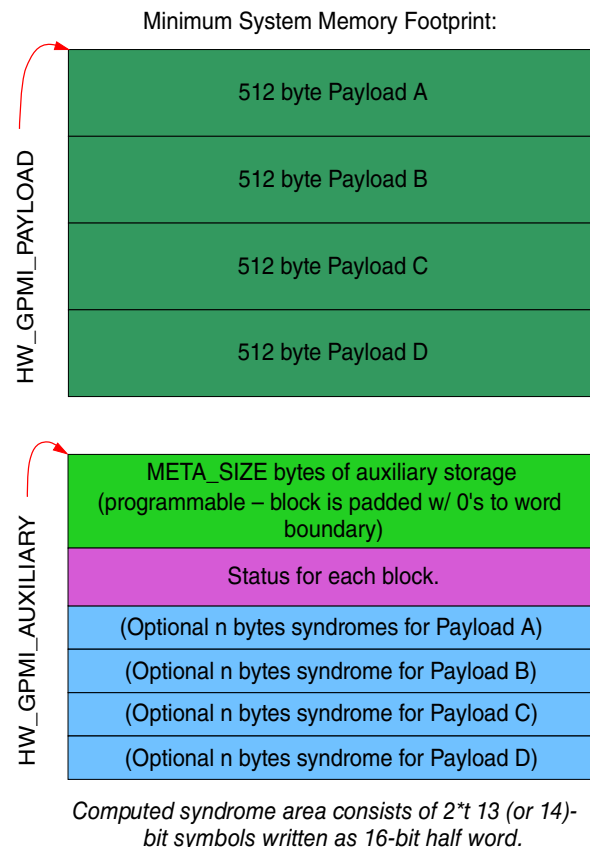 Minimum System Memory Footprint:
HW_GPMI_PAYLOAD
512 byte Payload A
512 byte Payload B
512 byte Payload C
512 byte Payload D
HW_GPMI_AUXILIARY
META_SIZE bytes of auxiliary storage
(programmable – block is padded w/ 0's to word
boundary)
Status for each block.
(Optional n bytes syndromes for Payload A)
(Optional n bytes syndrome for Payload B)
(Optional n bytes syndrome for Payload C)
(Optional n bytes syndrome for Payload D)
Computed syndrome area consists of 2*t 13 (or 14)-
bit symbols written as 16-bit half word.